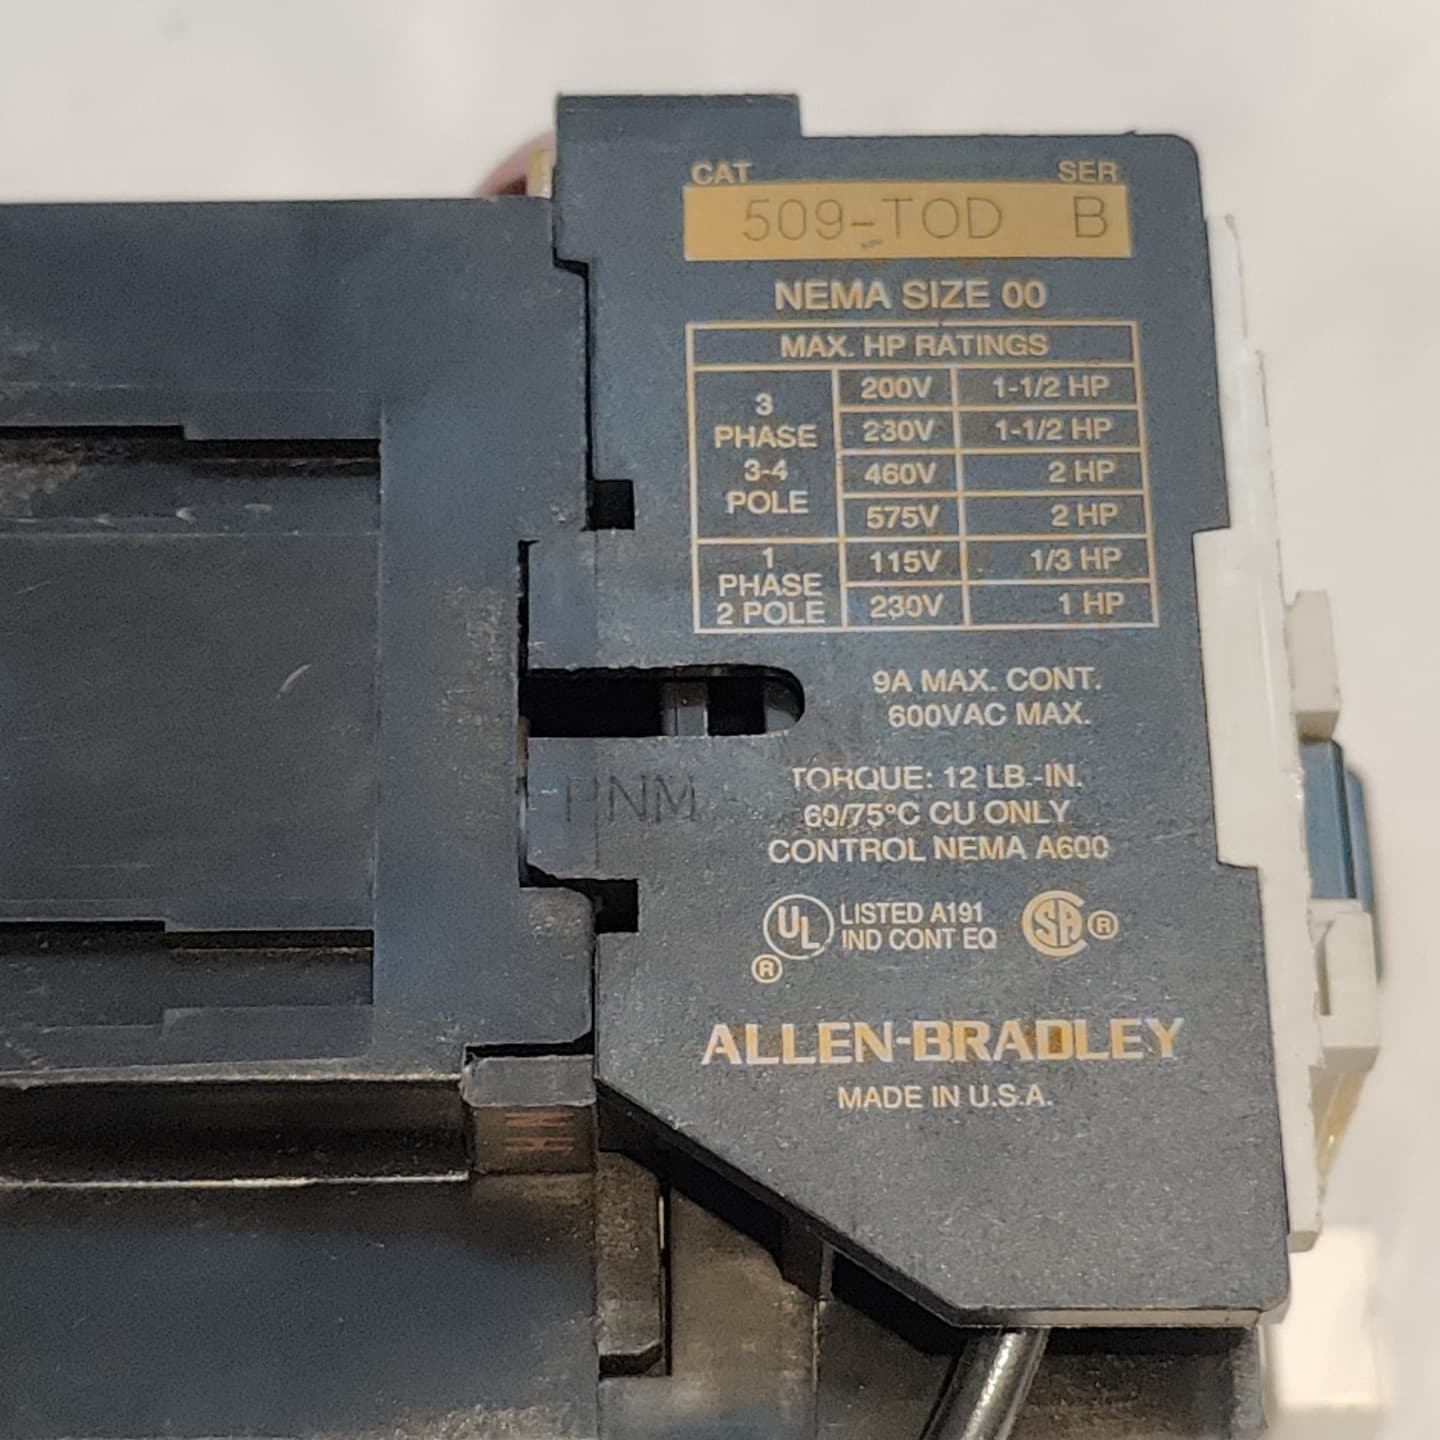 CAT SER
509-TOD B
NEMA SIZE 00
MAX. HP RATINGS
3 PHASE 3-4 POLE
200V 1-1/2 HP
230V 1-1/2 HP
460V 2 HP
575V 2 HP
1 PHASE 2 POLE
115V 1/3 HP
230V 1 HP
9A MAX. CONT.
600VAC MAX.
PNM
TORQUE: 12 LB.-IN.
60/75°C CU ONLY
CONTROL NEMA A600
UL ® LISTED A191
IND CONT EQ
SA ®
ALLEN-BRADLEY
MADE IN U.S.A.